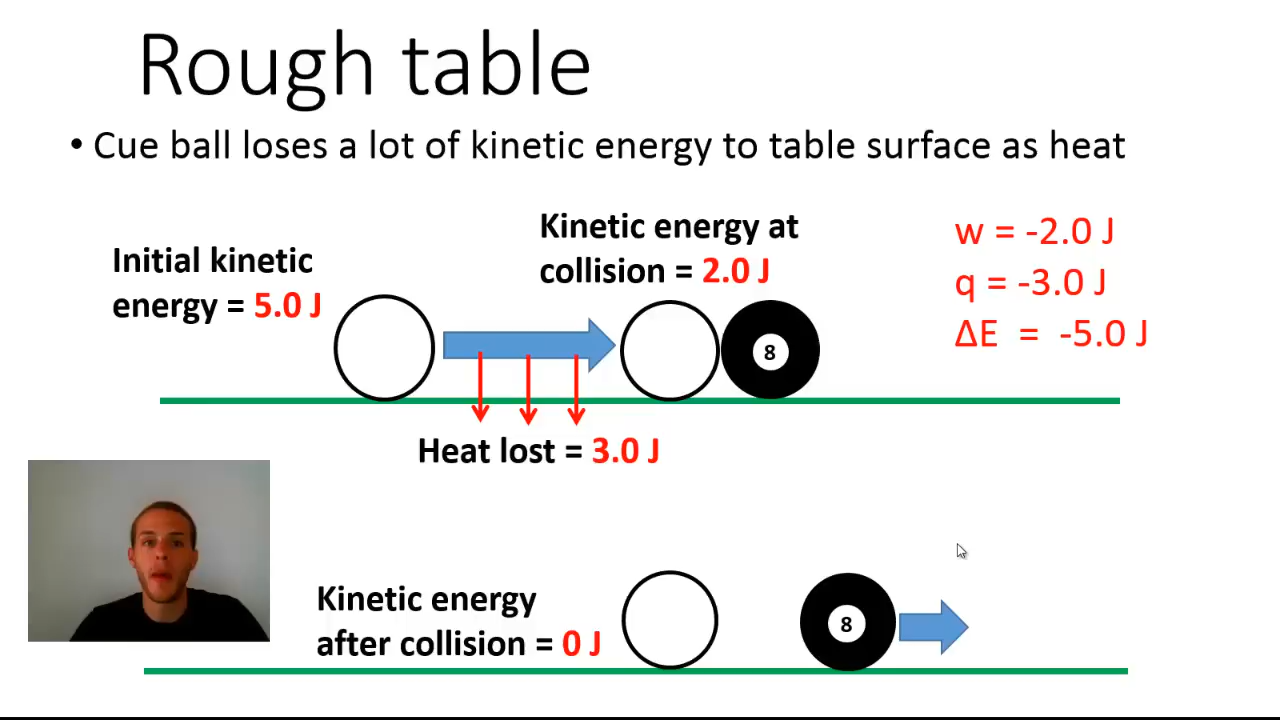 Rough table
• Cue ball loses a lot of kinetic energy to table surface as heat
Initial kinetic
energy = 5.0 J
Kinetic energy at
collision = 2.0 J
w = -2.0 J
q = -3.0 J
ΔE = -5.0 J
8
Heat lost = 3.0 J
Kinetic energy
after collision = 0 J
8